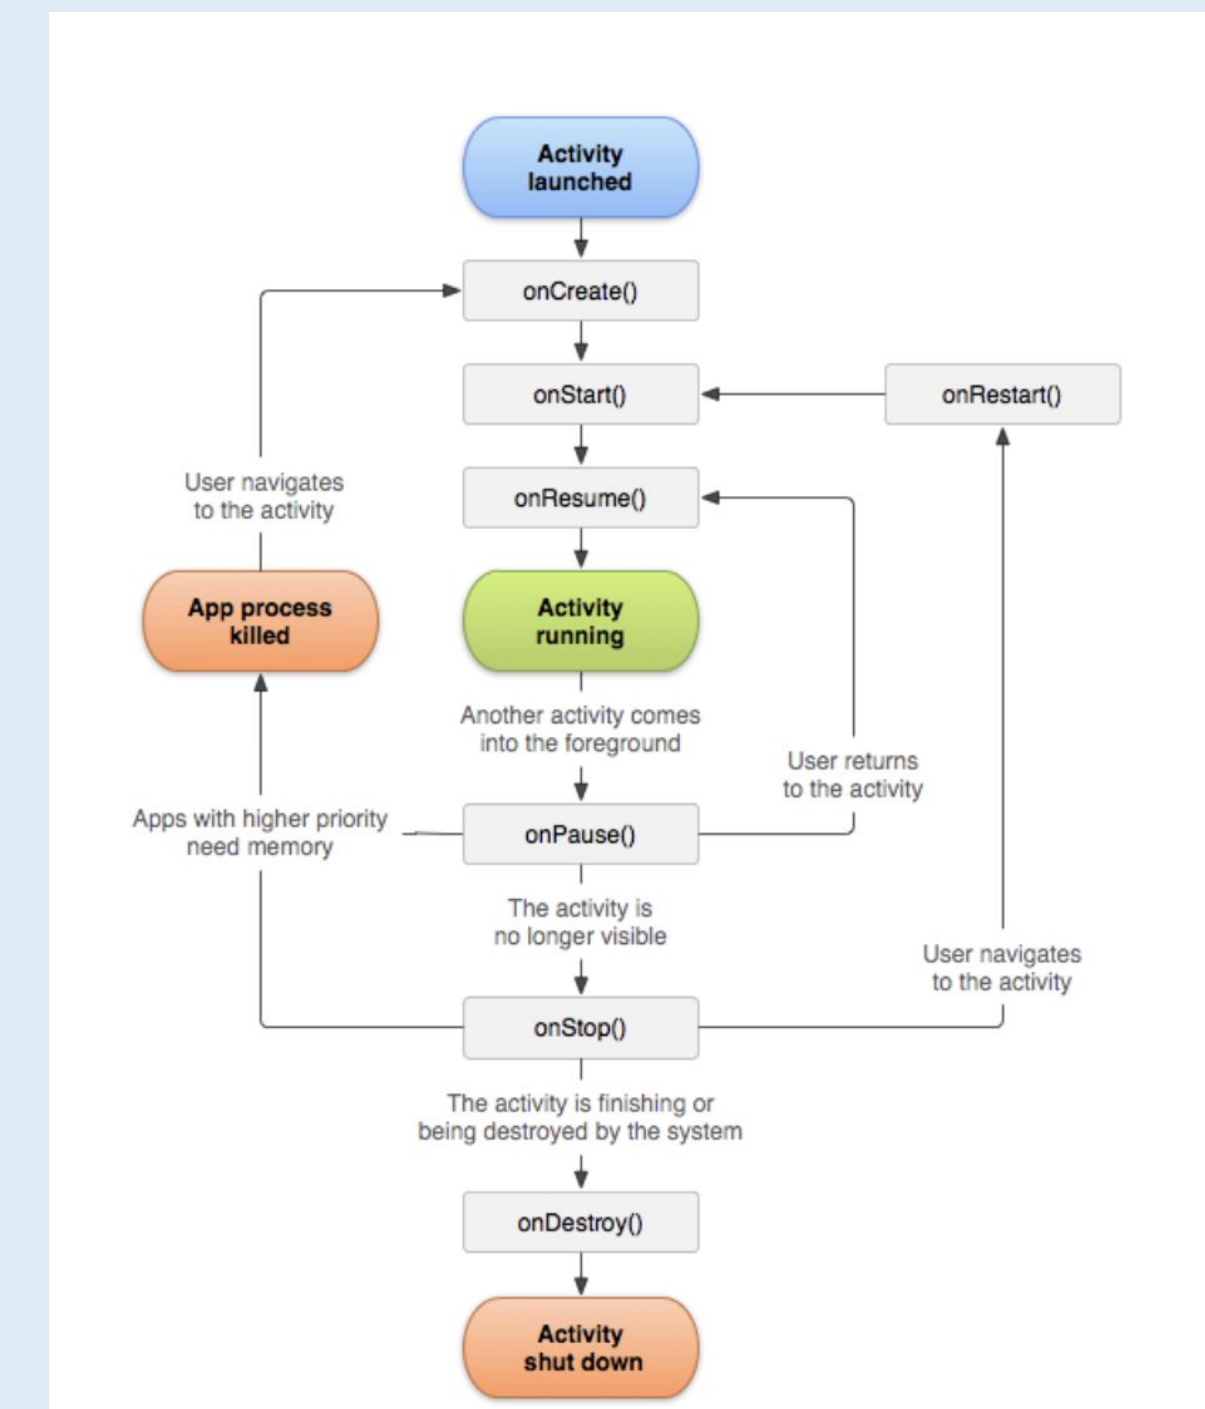 Activity
launched
onCreate()
onStart()
onRestart()
User navigates
to the activity
onResume()
App process
killed
Activity
running
Another activity comes
into the foreground
User returns
to the activity
Apps with higher priority
need memory
onPause()
The activity is
no longer visible
User navigates
to the activity
onStop()
The activity is finishing or
being destroyed by the system
onDestroy()
Activity
shut down